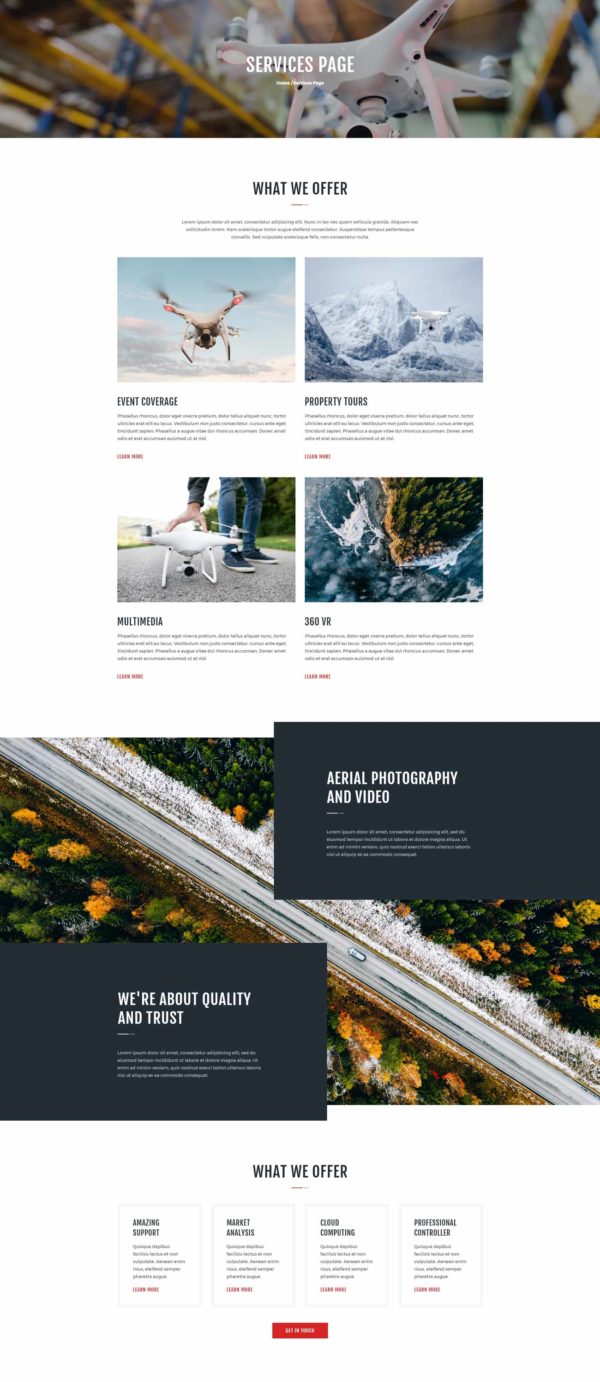 SERVICES PAGE
Home / Services Page
WHAT WE OFFER
Lorem ipsum dolor sit amet, consectetur adipiscing elit. Nunc in leo nec quam vehicula gravida. Aliquam nec
sollicitudin lorem. Nam scelerisque tortor augue eleifend consectetur. Suspendisse tempus pellentesque
convallis. Sed vulputate scelerisque felis, non consectetur nulla.
EVENT COVERAGE
Phasellus rhoncus, dolor eget viverra pretium, dolor tellus aliquet nunc, tortor
ultricies erat elit eu lacus. Vestibulum non justo consectetur, cursus ante eget,
tincidunt sapien. Phasellus a augue vitae dui rhoncus accumsan. Donec amet
odio et erat accumsan euismod ut at nisl.
LEARN MORE
PROPERTY TOURS
Phasellus rhoncus, dolor eget viverra pretium, dolor tellus aliquet nunc, tortor
ultricies erat elit eu lacus. Vestibulum non justo consectetur, cursus ante eget,
tincidunt sapien. Phasellus a augue vitae dui rhoncus accumsan. Donec amet
odio et erat accumsan euismod ut at nisl.
LEARN MORE
MULTIMEDIA
Phasellus rhoncus, dolor eget viverra pretium, dolor tellus aliquet nunc, tortor
ultricies erat elit eu lacus. Vestibulum non justo consectetur, cursus ante eget,
tincidunt sapien. Phasellus a augue vitae dui rhoncus accumsan. Donec amet
odio et erat accumsan euismod ut at nisl.
LEARN MORE
360 VR
Phasellus rhoncus, dolor eget viverra pretium, dolor tellus aliquet nunc, tortor
ultricies erat elit eu lacus. Vestibulum non justo consectetur, cursus ante eget,
tincidunt sapien. Phasellus a augue vitae dui rhoncus accumsan. Donec amet
odio et erat accumsan euismod ut at nisl.
LEARN MORE
AERIAL PHOTOGRAPHY
AND VIDEO
Lorem ipsum dolor sit amet, consectetur adipisicing elit, sed do
eiusmod tempor incididunt ut labore et dolore magna aliqua. Ut
enim ad minim veniam, quis nostrud exerci tation ullamco laboris
nisi ut aliquip ex ea commodo consequat.
WE'RE ABOUT QUALITY
AND TRUST
Lorem ipsum dolor sit amet, consectetur adipisicing elit, sed do
eiusmod tempor incididunt ut labore et dolore magna aliqua. Ut
enim ad minim veniam, quis nostrud exerci tation ullamco laboris
nisi ut aliquip ex ea commodo consequat.
WHAT WE OFFER
AMAZING
SUPPORT
Quisque dapibus
facilisis lectus et non
vulputate. Aenean enim
risus, eleifend semper
pharetra augue.
LEARN MORE
MARKET
ANALYSIS
Quisque dapibus
facilisis lectus et non
vulputate. Aenean enim
risus, eleifend semper
pharetra augue.
LEARN MORE
CLOUD
COMPUTING
Quisque dapibus
facilisis lectus et non
vulputate. Aenean enim
risus, eleifend semper
pharetra augue.
LEARN MORE
PROFESSIONAL
CONTROLLER
Quisque dapibus
facilisis lectus et non
vulputate. Aenean enim
risus, eleifend semper
pharetra augue.
LEARN MORE
GET IN TOUCH